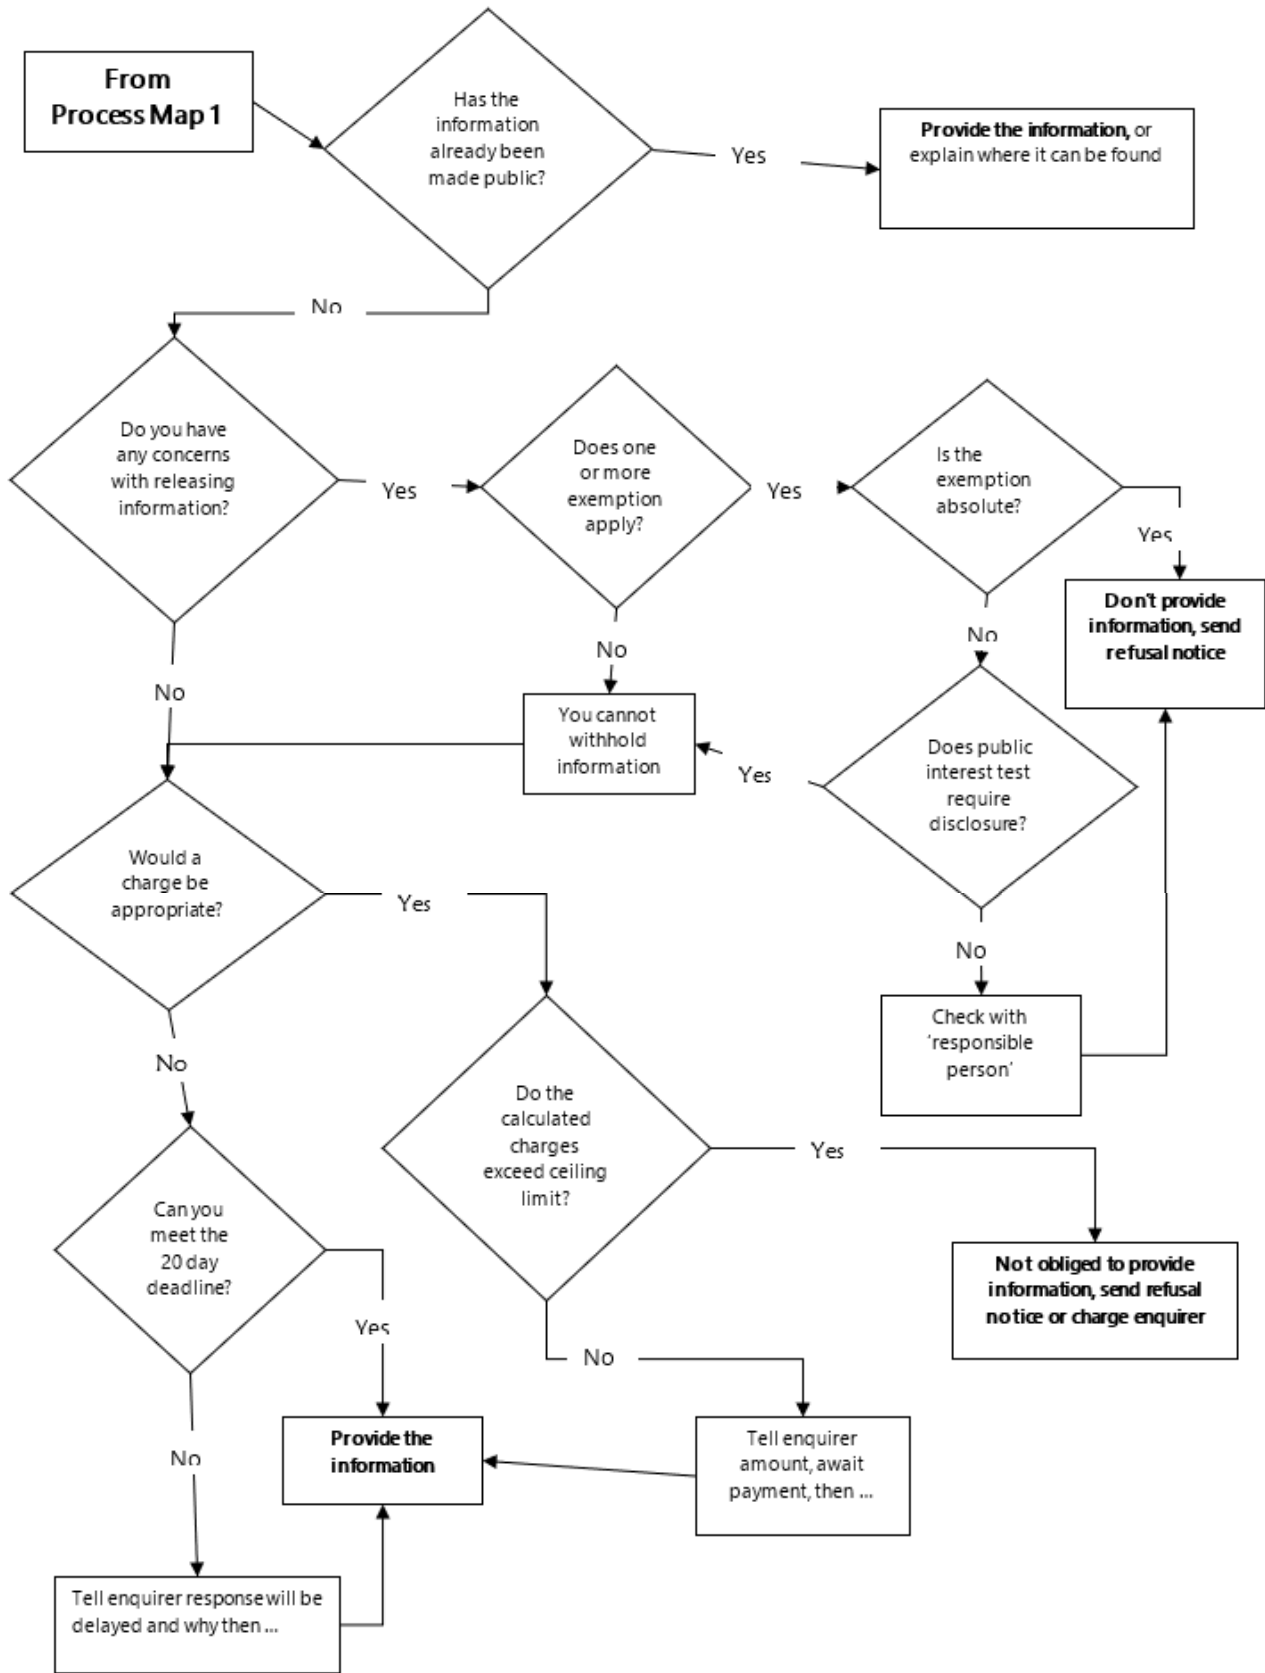 From
Process Map 1
Has the
information
already been
made public?
Yes
Provide the information, or
explain where it can be found
No
Do you have
any concerns
with releasing
information?
Yes
Does one
or more
exemption
apply?
Yes
Is the
exemption
absolute?
Yes
Don't provide
information, send
refusal notice
No
No
No
You cannot
withhold
information
Yes
Does public
interest test
require
disclosure?
Would a
charge be
appropriate?
Yes
No
Check with
'responsible
person'
No
Do the
calculated
charges
exceed ceiling
limit?
Yes
Not obliged to provide
information, send refusal
notice or charge enquirer
Can you
meet the
20 day
deadline?
Yes
No
No
Provide the
information
Tell enquirer
amount, await
payment, then ...
Tell enquirer response will be
delayed and why then ...